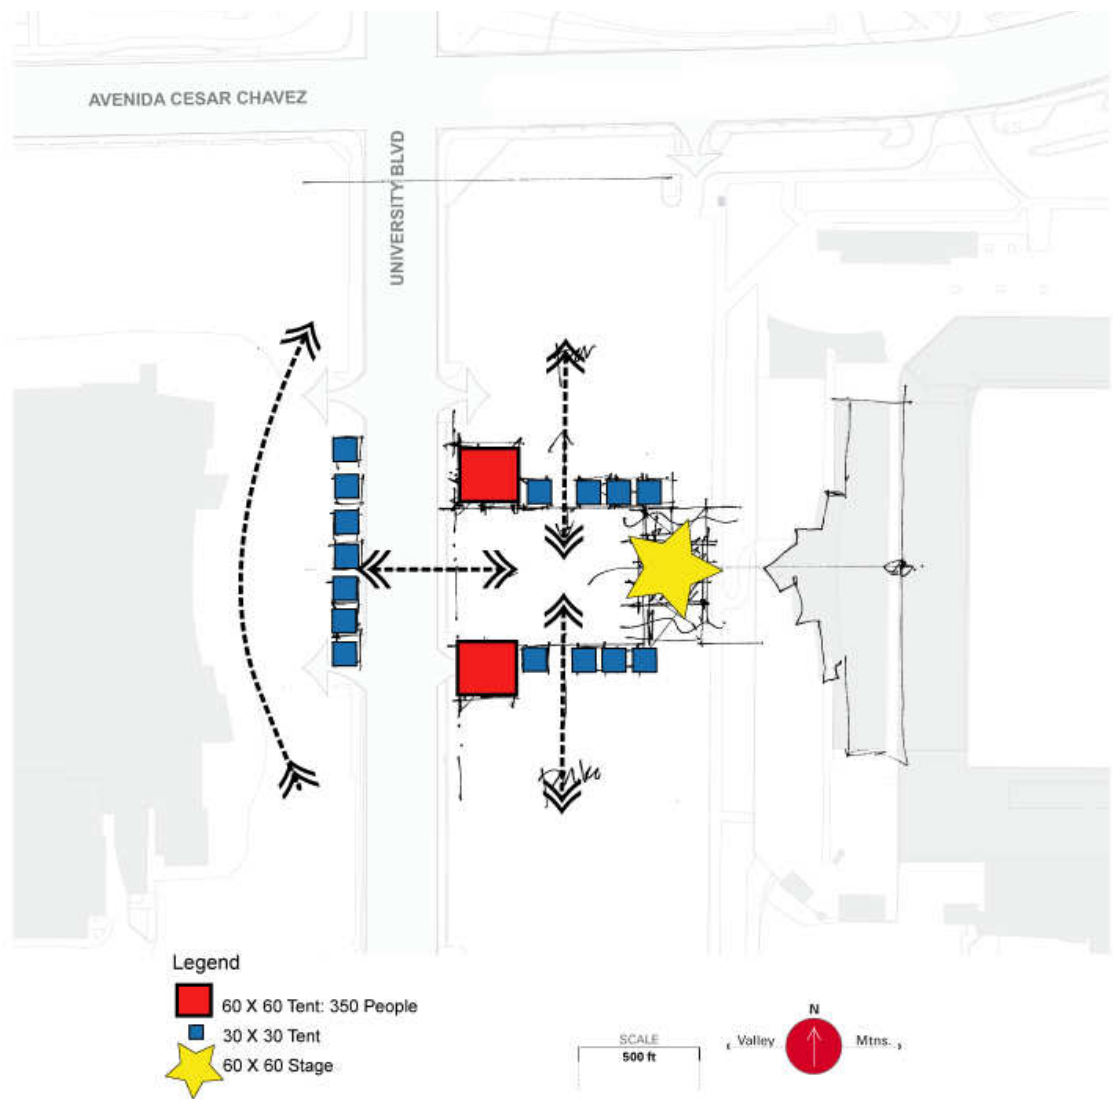 AVENIDA CESAR CHAVEZ
UNIVERSITY BLVD
Legend
60 X 60 Tent: 350 People
30 X 30 Tent
60 X 60 Stage
SCALE
500 ft
N
Valley
Mtns.